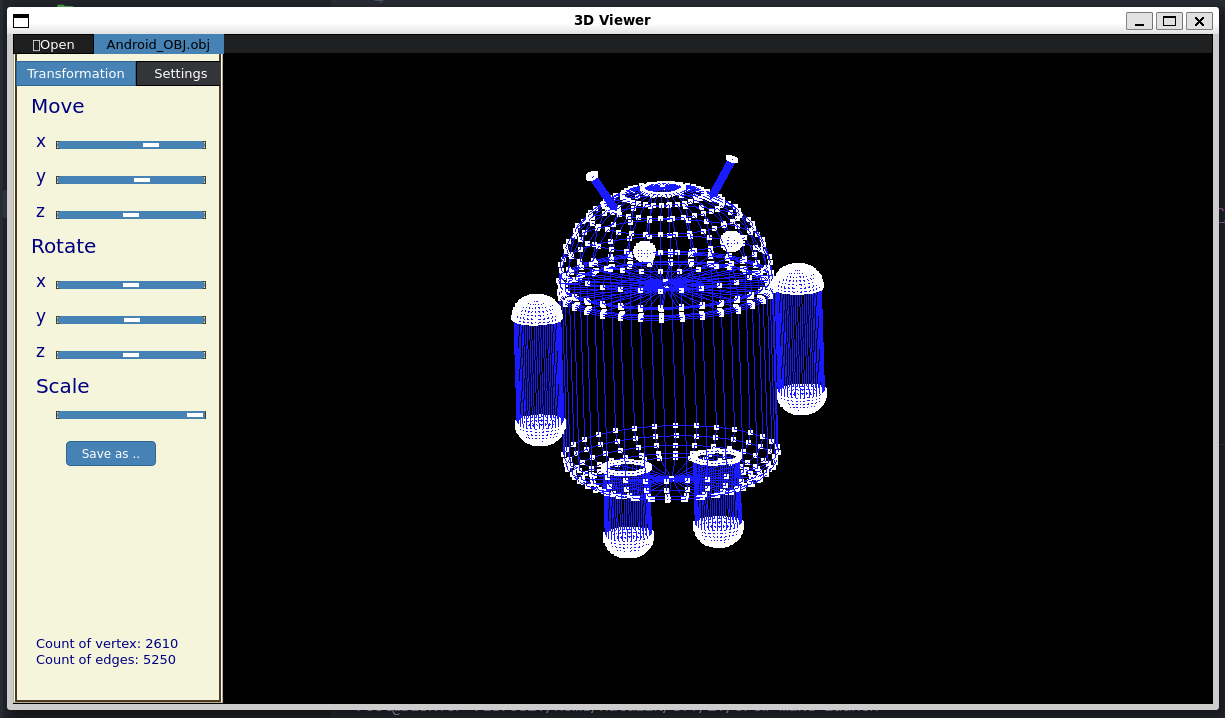 3D Viewer
Open
Android_OBJ.obj
Transformation
Settings
Move
x
y
z
Rotate
x
y
z
Scale
Save as ..
Count of vertex: 2610
Count of edges: 5250